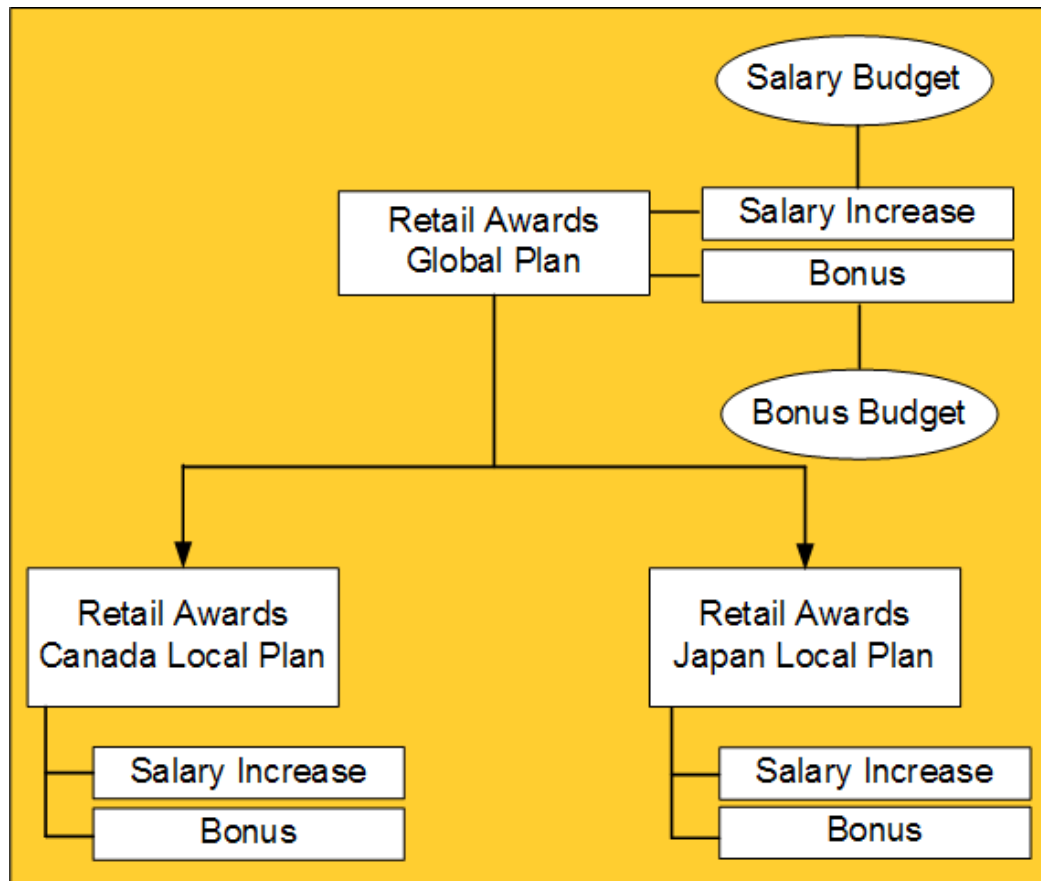 Salary Budget
Retail Awards
Global Plan
Salary Increase
Bonus
Bonus Budget
Retail Awards
Canada Local Plan
Salary Increase
Bonus
Retail Awards
Japan Local Plan
Salary Increase
Bonus